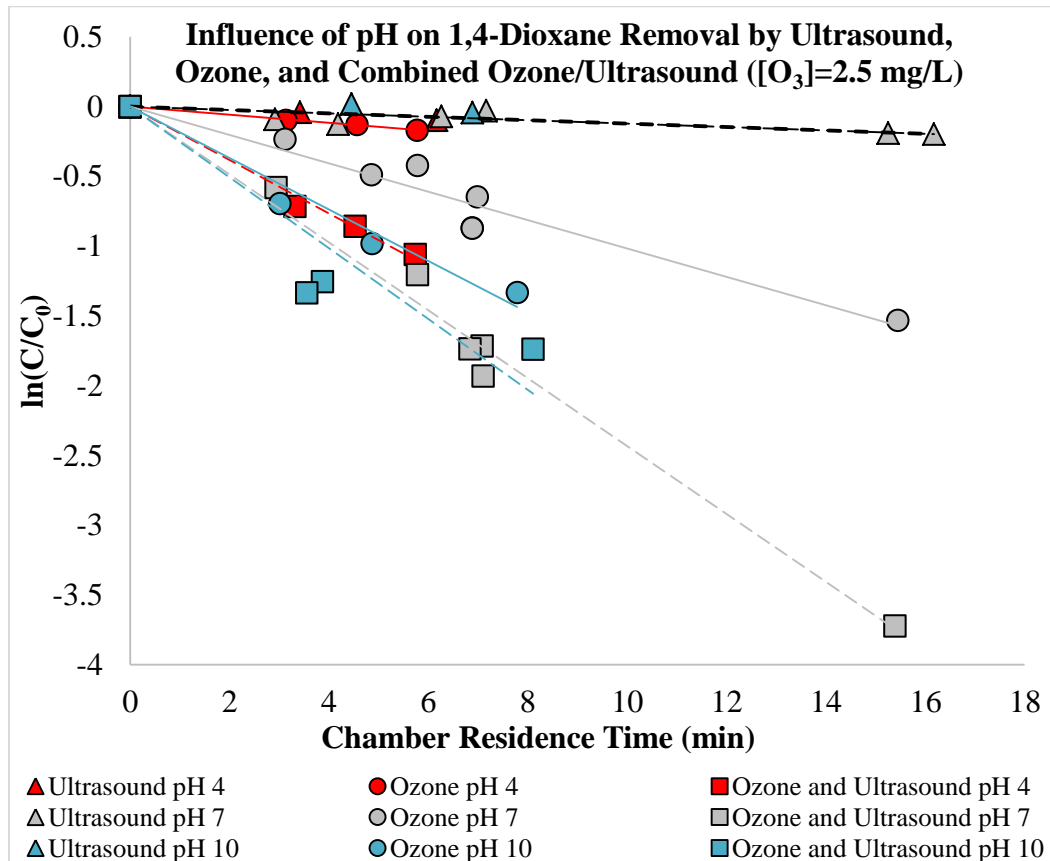 Influence of pH on 1,4-Dioxane Removal by Ultrasound,
Ozone, and Combined Ozone/Ultrasound ([O₃]=2.5 mg/L)
0.5
0
-0.5
-1
-1.5
-2
-2.5
-3
-3.5
-4
ln(C/C₀)
0 2 4 6 8 10 12 14 16 18
Chamber Residence Time (min)
Ultrasound pH 4 Ozone pH 4 Ozone and Ultrasound pH 4
Ultrasound pH 7 Ozone pH 7 Ozone and Ultrasound pH 7
Ultrasound pH 10 Ozone pH 10 Ozone and Ultrasound pH 10